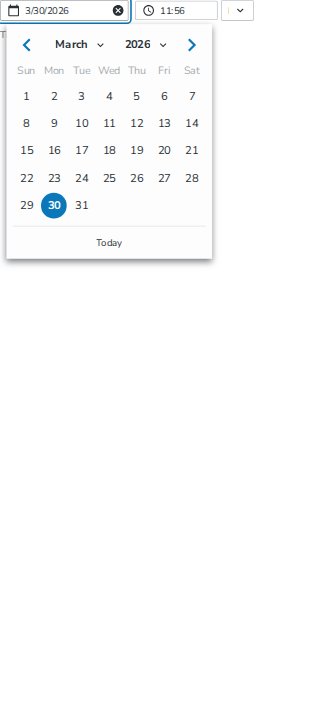 3/30/2026 11:56
T
March 2026
Sun Mon Tue Wed Thu Fri Sat
1 2 3 4 5 6 7
8 9 10 11 12 13 14
15 16 17 18 19 20 21
22 23 24 25 26 27 28
29 30 31
Today